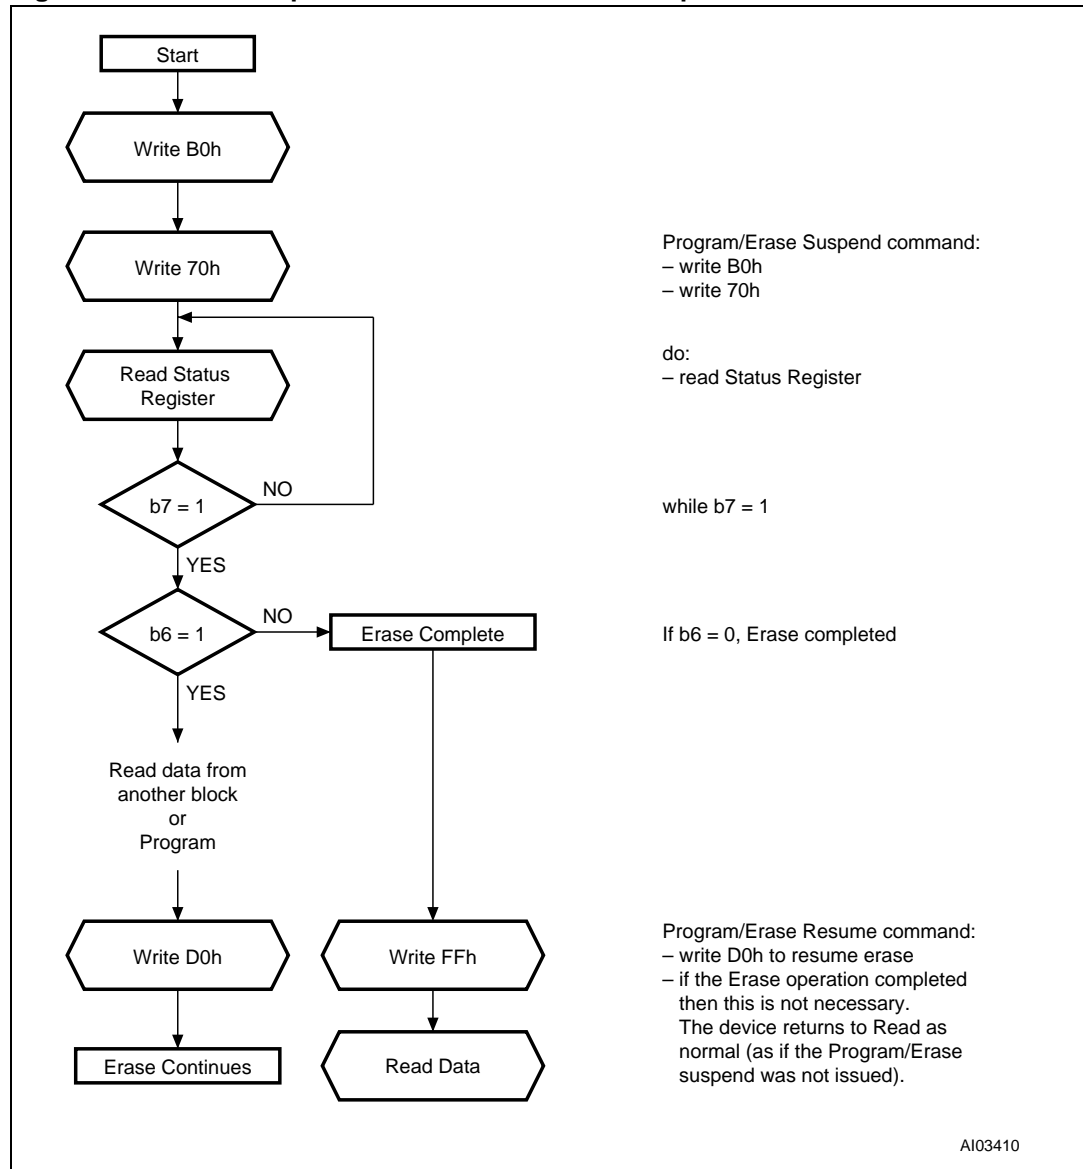 Start
Write B0h
Write 70h
Program/Erase Suspend command:
– write B0h
– write 70h
Read Status
Register
do:
– read Status Register
b7 = 1
NO
while b7 = 1
YES
b6 = 1
NO
Erase Complete
If b6 = 0, Erase completed
YES
Read data from
another block
or
Program
Write D0h
Write FFh
Program/Erase Resume command:
– write D0h to resume erase
– if the Erase operation completed
then this is not necessary.
The device returns to Read as
normal (as if the Program/Erase
suspend was not issued).
Erase Continues
Read Data
AI03410